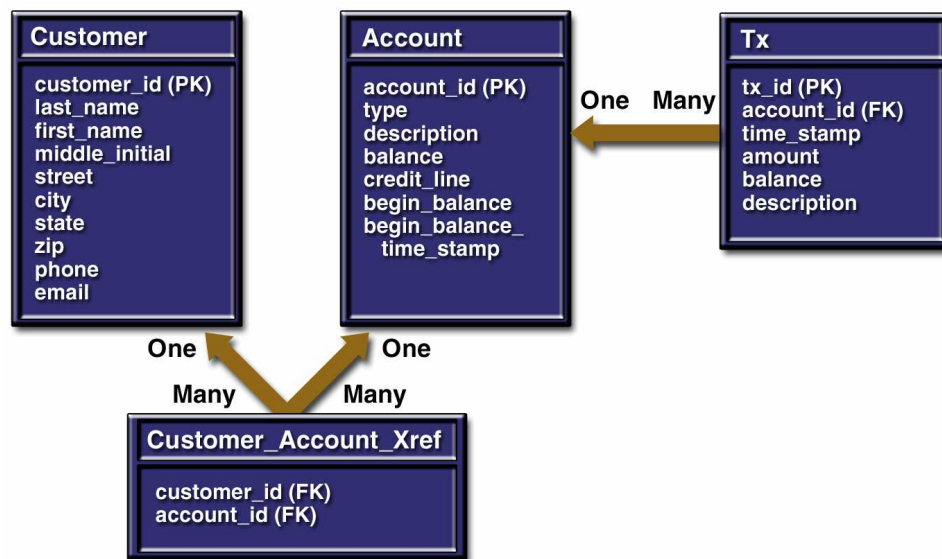 Customer
customer_id (PK)
last_name
first_name
middle_initial
street
city
state
zip
phone
email
Account
account_id (PK)
type
description
balance
credit_line
begin_balance
begin_balance_
time_stamp
One Many
Tx
tx_id (PK)
account_id (FK)
time_stamp
amount
balance
description
One
One
Many
Many
Customer_Account_Xref
customer_id (FK)
account_id (FK)